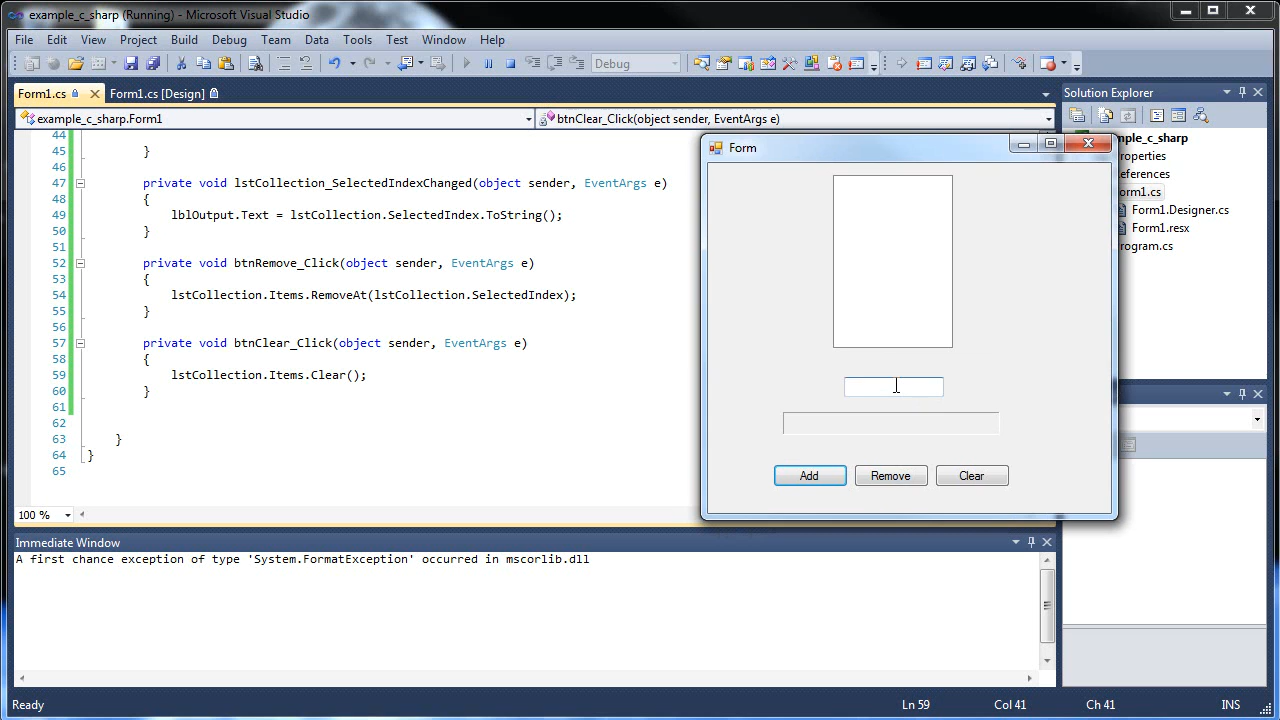 example_c_sharp (Running) - Microsoft Visual Studio
File Edit View Project Build Debug Team Data Tools Test Window Help
Debug
Form1.cs Form1.cs [Design]
example_c_sharp.Form1 btnClear_Click(object sender, EventArgs e)
44
45 }
46
47 private void lstCollection_SelectedIndexChanged(object sender, EventArgs e)
48 {
49 lblOutput.Text = lstCollection.SelectedIndex.ToString();
50 }
51
52 private void btnRemove_Click(object sender, EventArgs e)
53 {
54 lstCollection.Items.RemoveAt(lstCollection.SelectedIndex);
55 }
56
57 private void btnClear_Click(object sender, EventArgs e)
58 {
59 lstCollection.Items.Clear();
60 }
61
62
63 }
64 }
65
100 %
Form
Add Remove Clear
Solution Explorer
mple_c_sharp
roperties
eferences
orm1.cs
Form1.Designer.cs
Form1.resx
rogram.cs
Immediate Window
A first chance exception of type 'System.FormatException' occurred in mscorlib.dll
Ready Ln 59 Col 41 Ch 41 INS